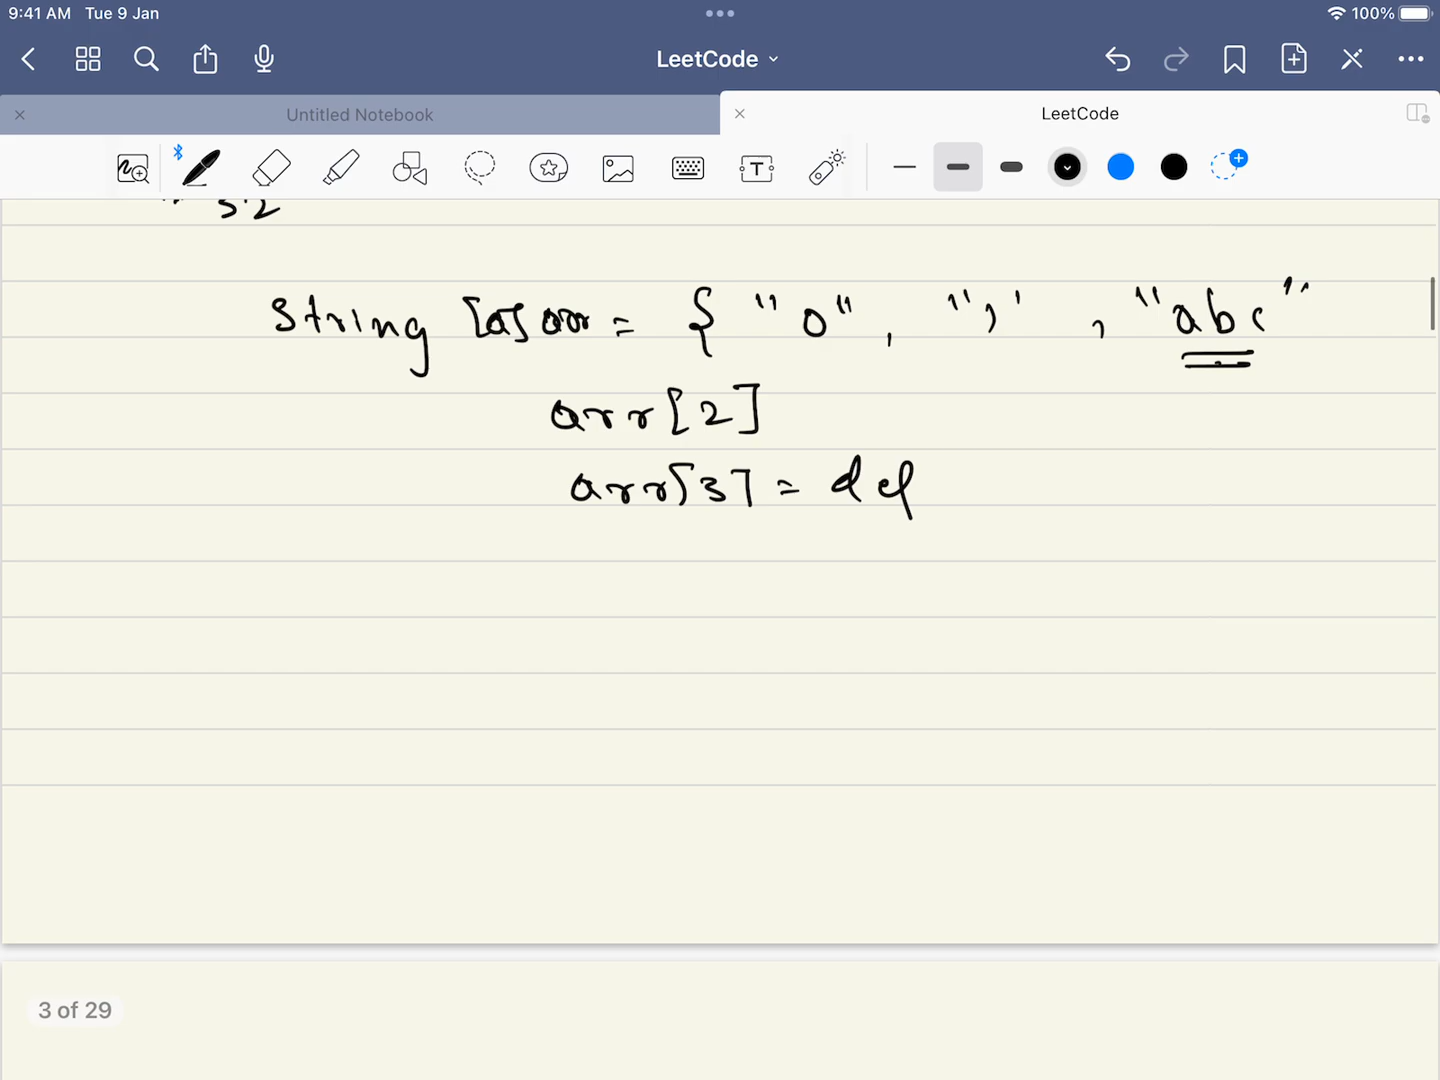 9:41 AM Tue 9 Jan
100%
LeetCode
Untitled Notebook
LeetCode
T
String [a] arr = { "0", ",' , "abc"
arr[2]
arr[3] = def
3 of 29